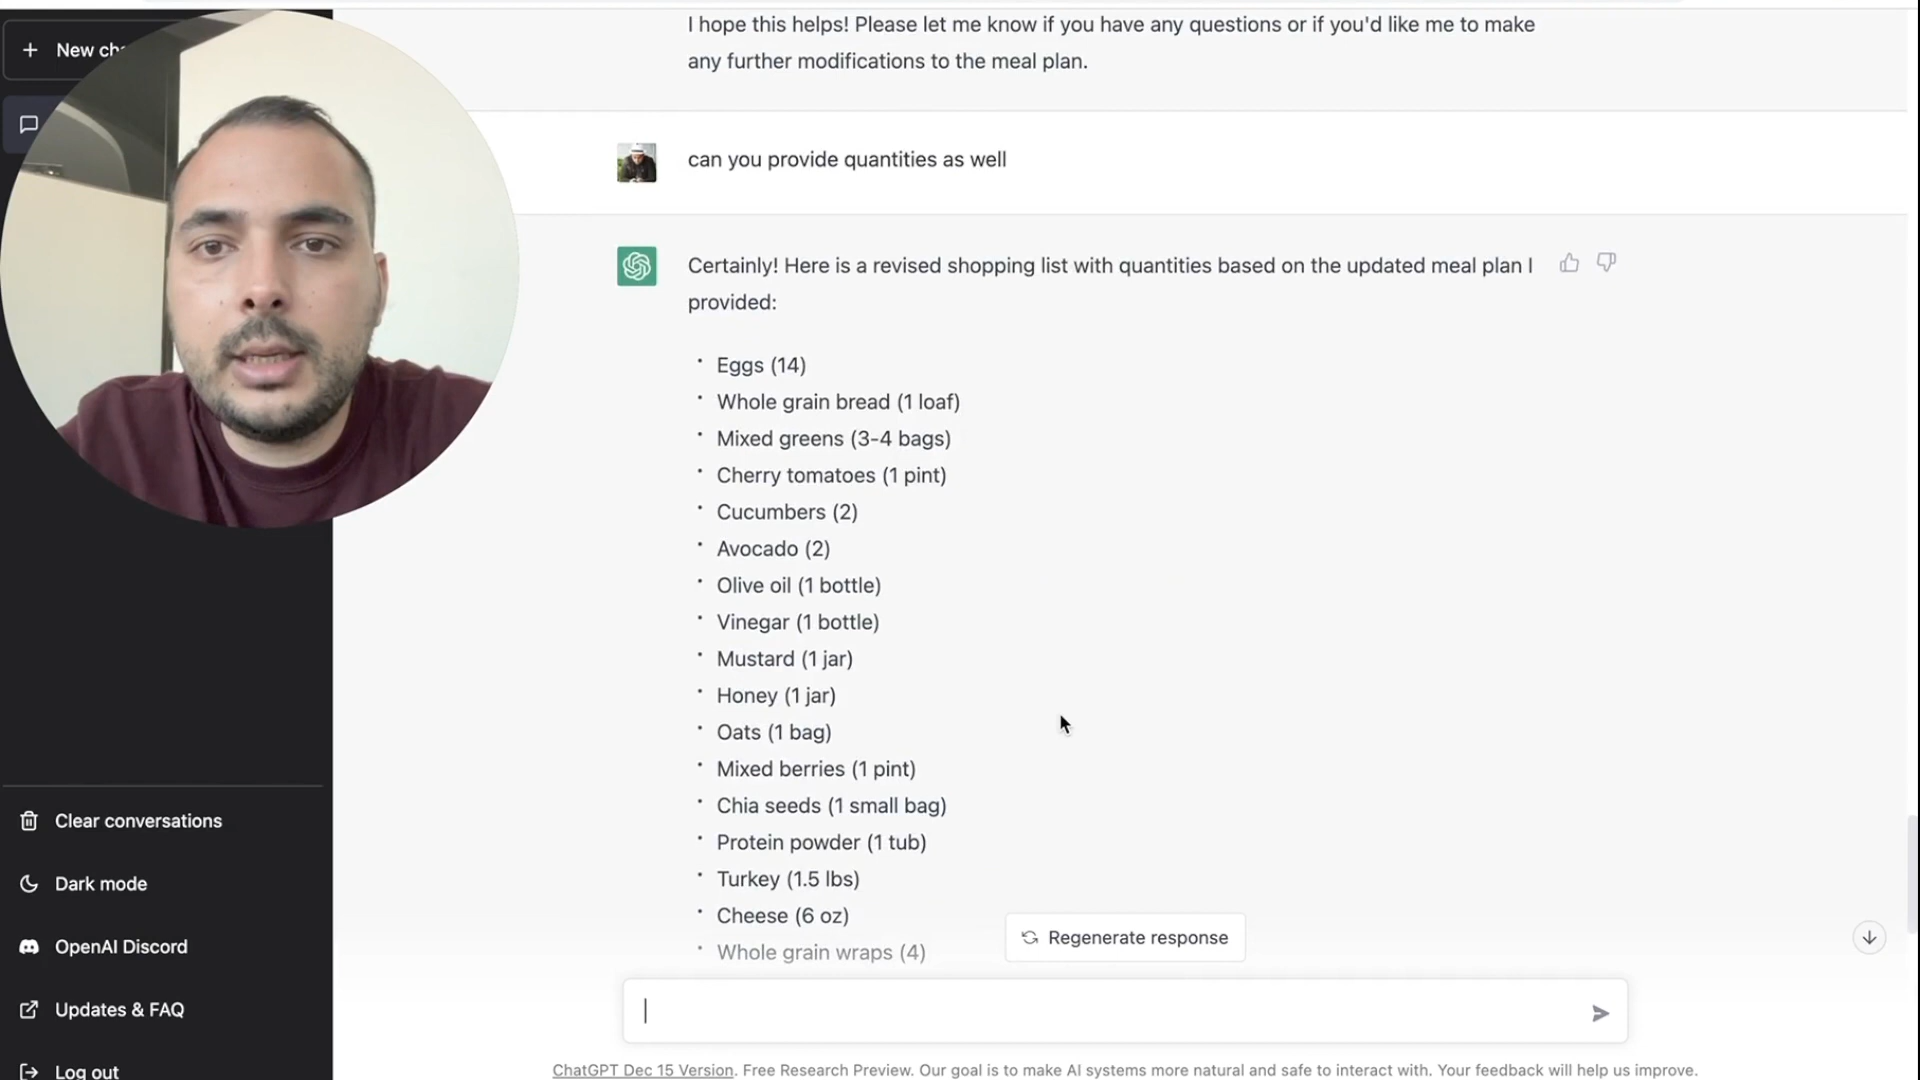 I hope this helps! Please let me know if you have any questions or if you'd like me to make
any further modifications to the meal plan.
New cha
can you provide quantities as well
Certainly! Here is a revised shopping list with quantities based on the updated meal plan I
provided:
Eggs (14)
Whole grain bread (1 loaf)
Mixed greens (3-4 bags)
Cherry tomatoes (1 pint)
Cucumbers (2)
Avocado (2)
Olive oil (1 bottle)
Vinegar (1 bottle)
Mustard (1 jar)
Honey (1 jar)
Oats (1 bag)
Mixed berries (1 pint)
Chia seeds (1 small bag)
Protein powder (1 tub)
Turkey (1.5 lbs)
Cheese (6 oz)
Whole grain wraps (4)
Regenerate response
Clear conversations
Dark mode
OpenAI Discord
Updates & FAQ
Log out
ChatGPT Dec 15 Version. Free Research Preview. Our goal is to make AI systems more natural and safe to interact with. Your feedback will help us improve.